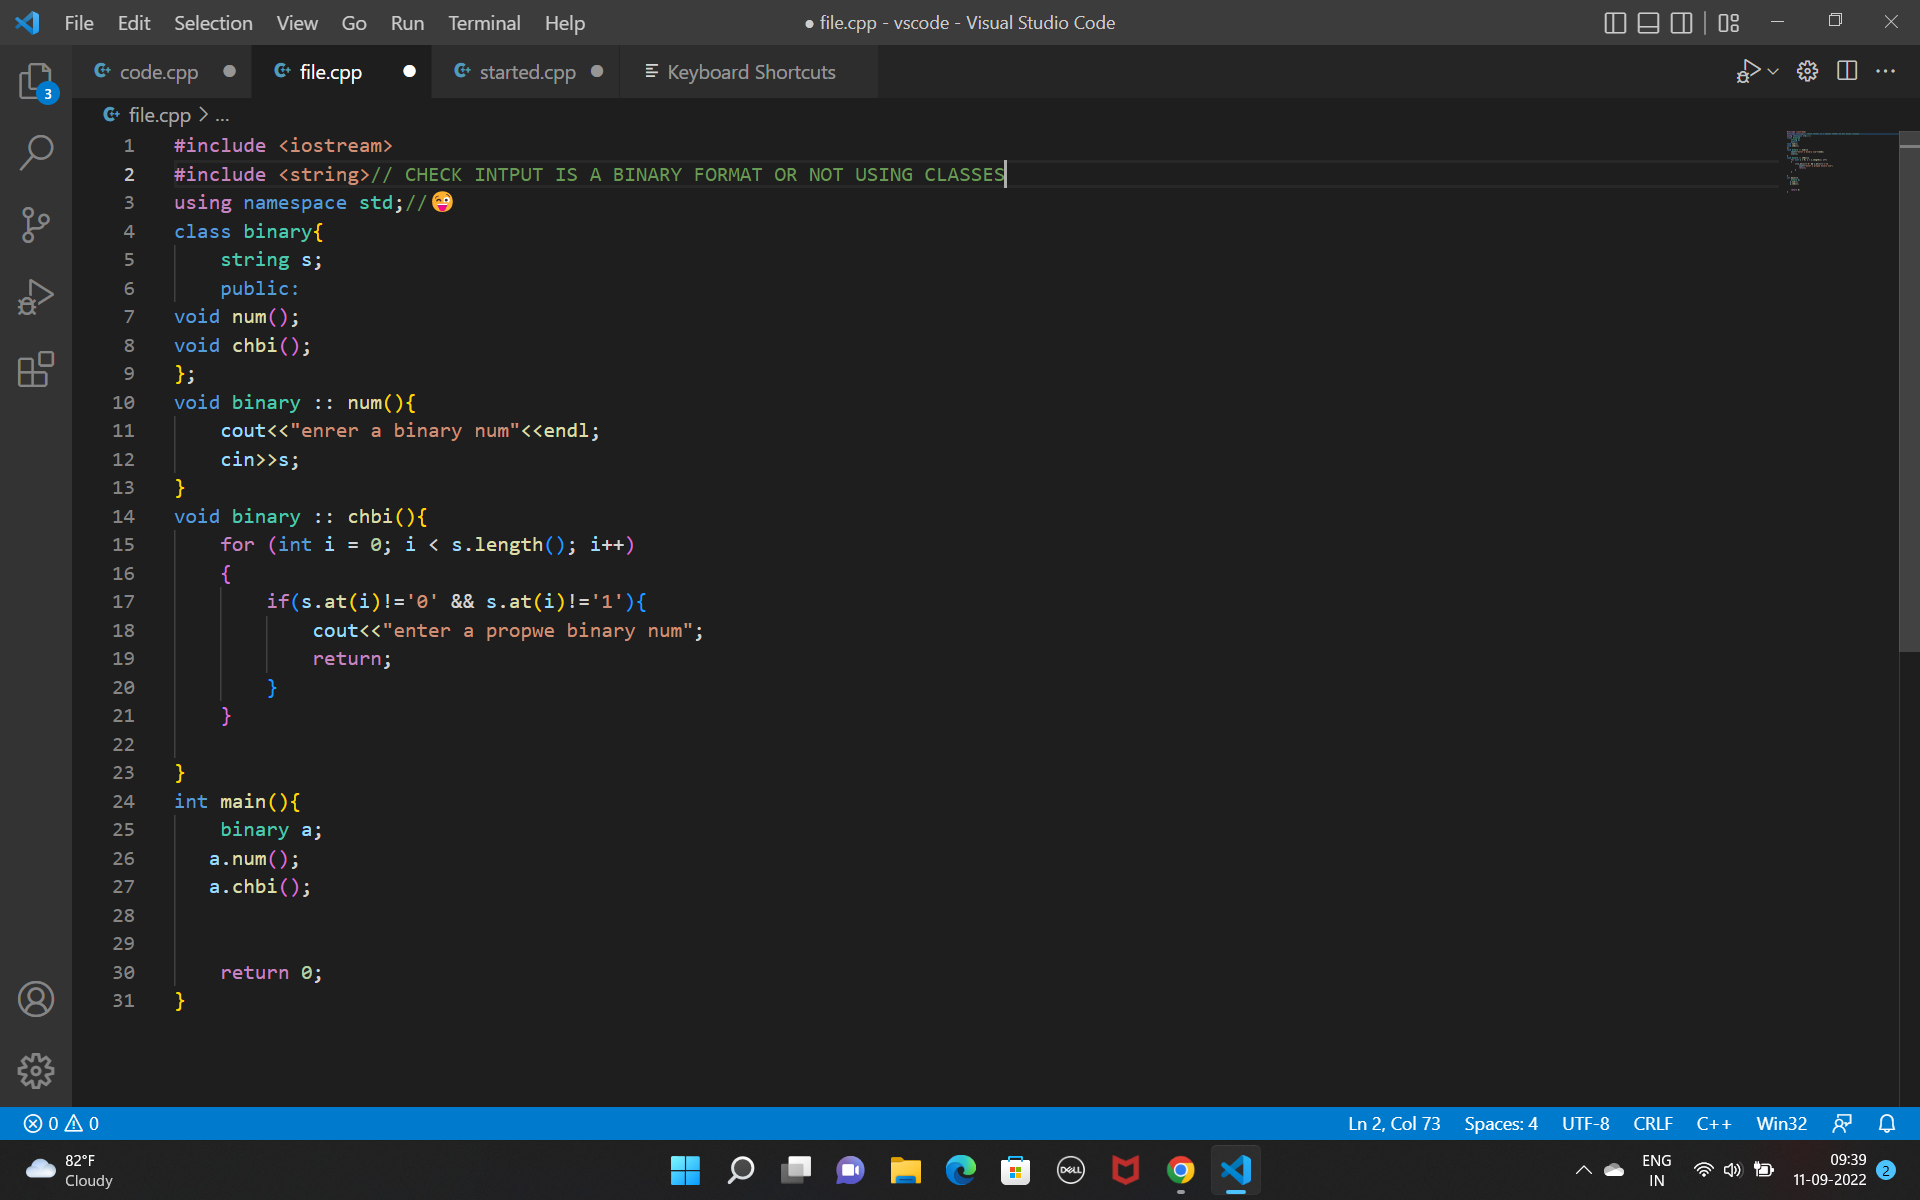 File Edit Selection View Go Run Terminal Help
● file.cpp - vscode - Visual Studio Code
code.cpp ● file.cpp ● started.cpp ● Keyboard Shortcuts
3
file.cpp > ...
1 #include <iostream>
2 #include <string>// CHECK INTPUT IS A BINARY FORMAT OR NOT USING CLASSES
3 using namespace std;//😜
4 class binary{
5 string s;
6 public:
7 void num();
8 void chbi();
9 };
10 void binary :: num(){
11 cout<<"enrer a binary num"<<endl;
12 cin>>s;
13 }
14 void binary :: chbi(){
15 for (int i = 0; i < s.length(); i++)
16 {
17 if(s.at(i)!='0' && s.at(i)!='1'){
18 cout<<"enter a propwe binary num";
19 return;
20 }
21 }
22
23 }
24 int main(){
25 binary a;
26 a.num();
27 a.chbi();
28
29
30 return 0;
31 }
0 0
Ln 2, Col 73 Spaces: 4 UTF-8 CRLF C++ Win32
82°F
Cloudy
DELL
ENG
IN
09:39
11-09-2022
2